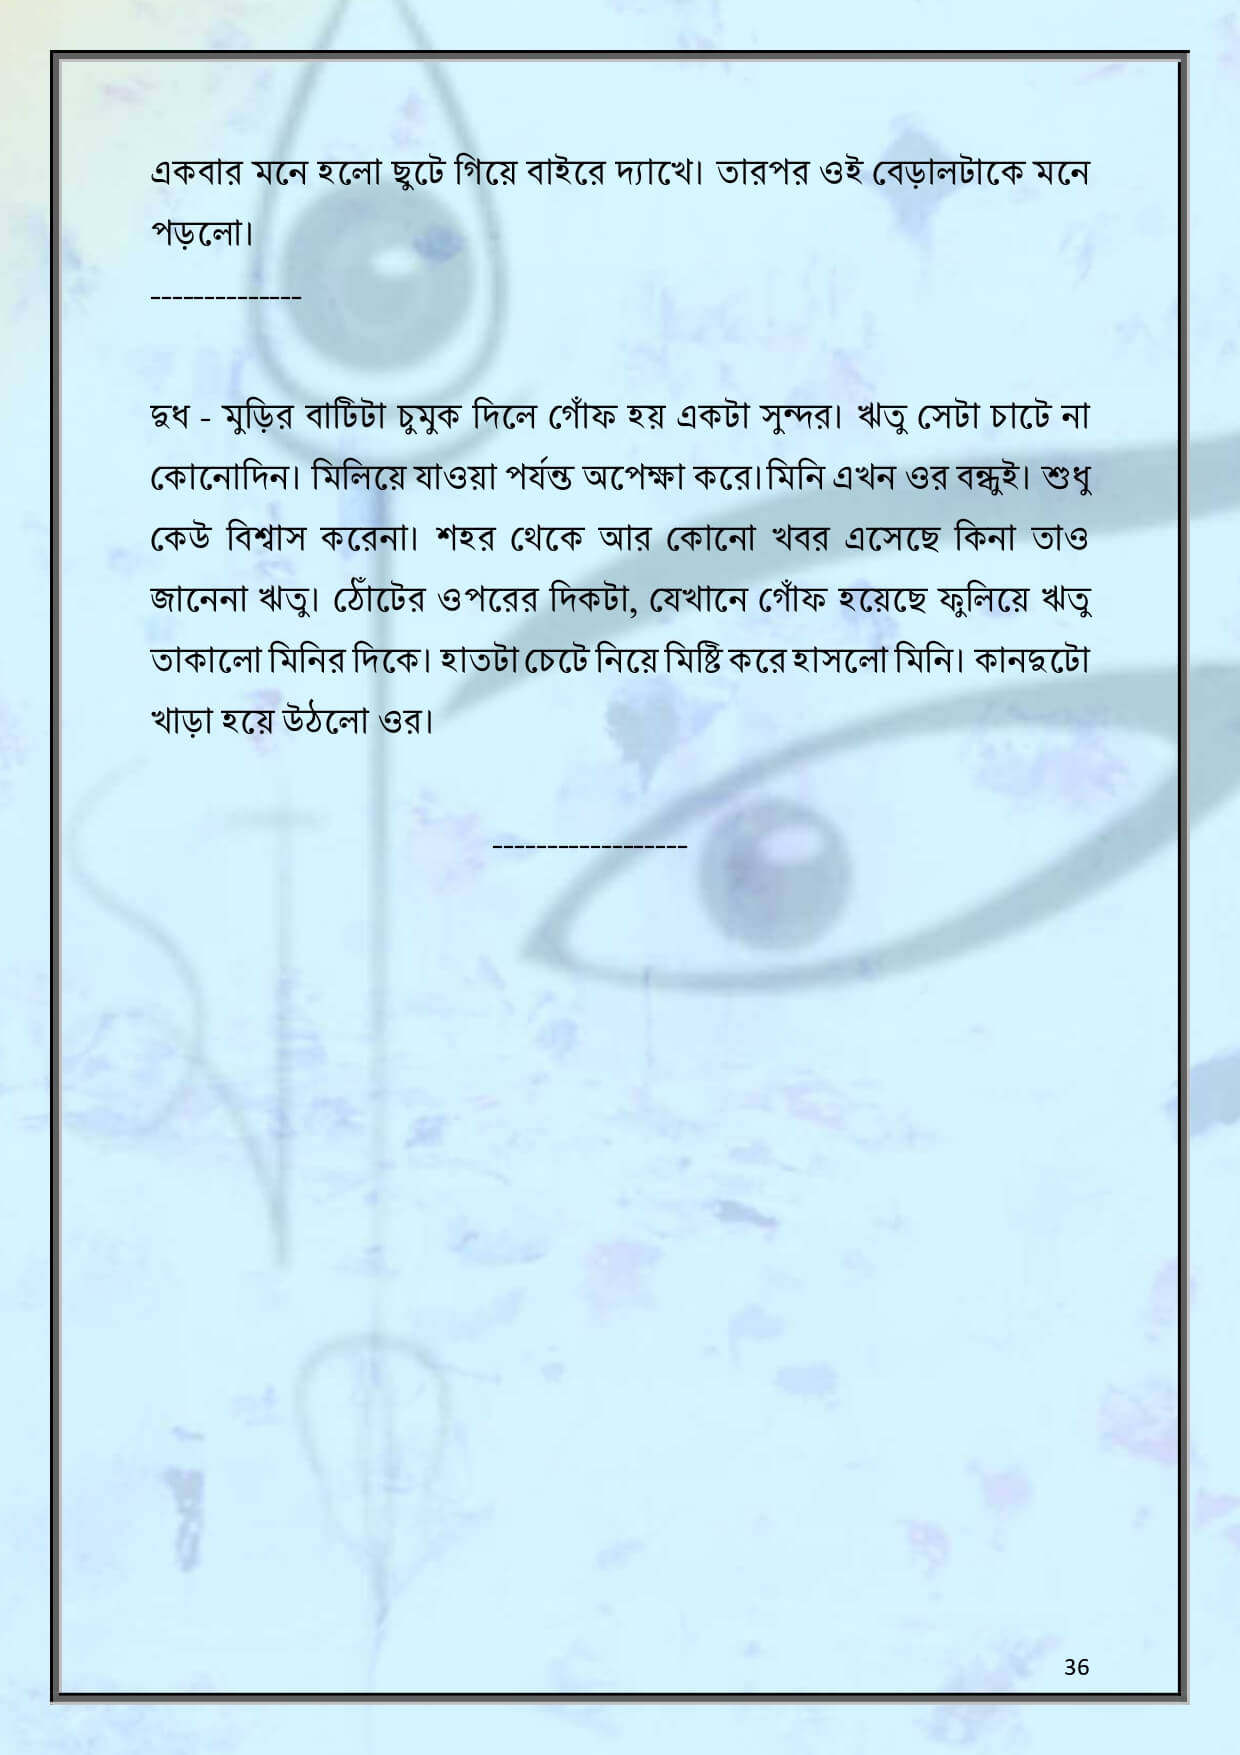 একবার মনে হলো ছুটে গিয়ে বাইরে দ্যাখে। তারপর ওই বেড়ালটাকে মনে
পড়লো।
--------------
দুধ - মুড়ির বাটিটা চুমুক দিলে গোঁফ হয় একটা সুন্দর। ঋতু সেটা চাটে না
কোনোদিন। মিলিয়ে যাওয়া পর্যন্ত অপেক্ষা করে।মিনি এখন ওর বন্ধুই। শুধু
কেউ বিশ্বাস করেনা। শহর থেকে আর কোনো খবর এসেছে কিনা তাও
জানেনা ঋতু। ঠোঁটের ওপরের দিকটা, যেখানে গোঁফ হয়েছে ফুলিয়ে ঋতু
তাকালো মিনির দিকে। হাতটা চেটে নিয়ে মিষ্টি করে হাসলো মিনি। কানদুটো
খাড়া হয়ে উঠলো ওর।
------------------
36